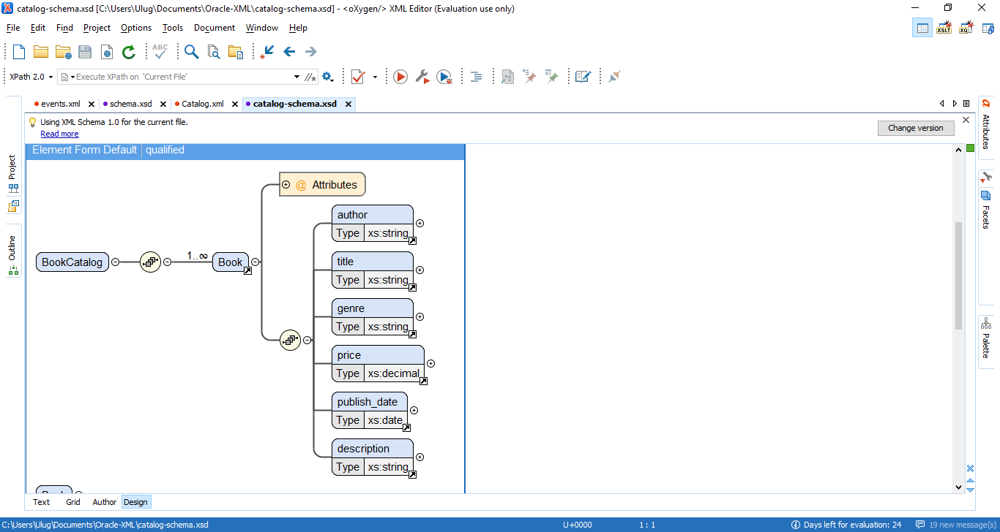 catalog-schema.xsd [C:\Users\Ulug\Documents\Oracle-XML\catalog-schema.xsd] - <oXygen/> XML Editor (Evaluation use only)
File Edit Find Project Options Tools Document Window Help
XSLT XQ
ABC
XPath 2.0 Execute XPath on 'Current File'
events.xml schema.xsd Catalog.xml catalog-schema.xsd
Using XML Schema 1.0 for the current file.
Read more
Change version
Element Form Default qualified
Project
Outline
Attributes
Facets
Palette
@ Attributes
author
Type xs:string
title
Type xs:string
BookCatalog 1..∞ Book
genre
Type xs:string
price
Type xs:decimal
publish_date
Type xs:date
description
Type xs:string
Text Grid Author Design
C:\Users\Ulug\Documents\Oracle-XML\catalog-schema.xsd U+0000 1 : 1 Days left for evaluation: 24 19 new message(s)